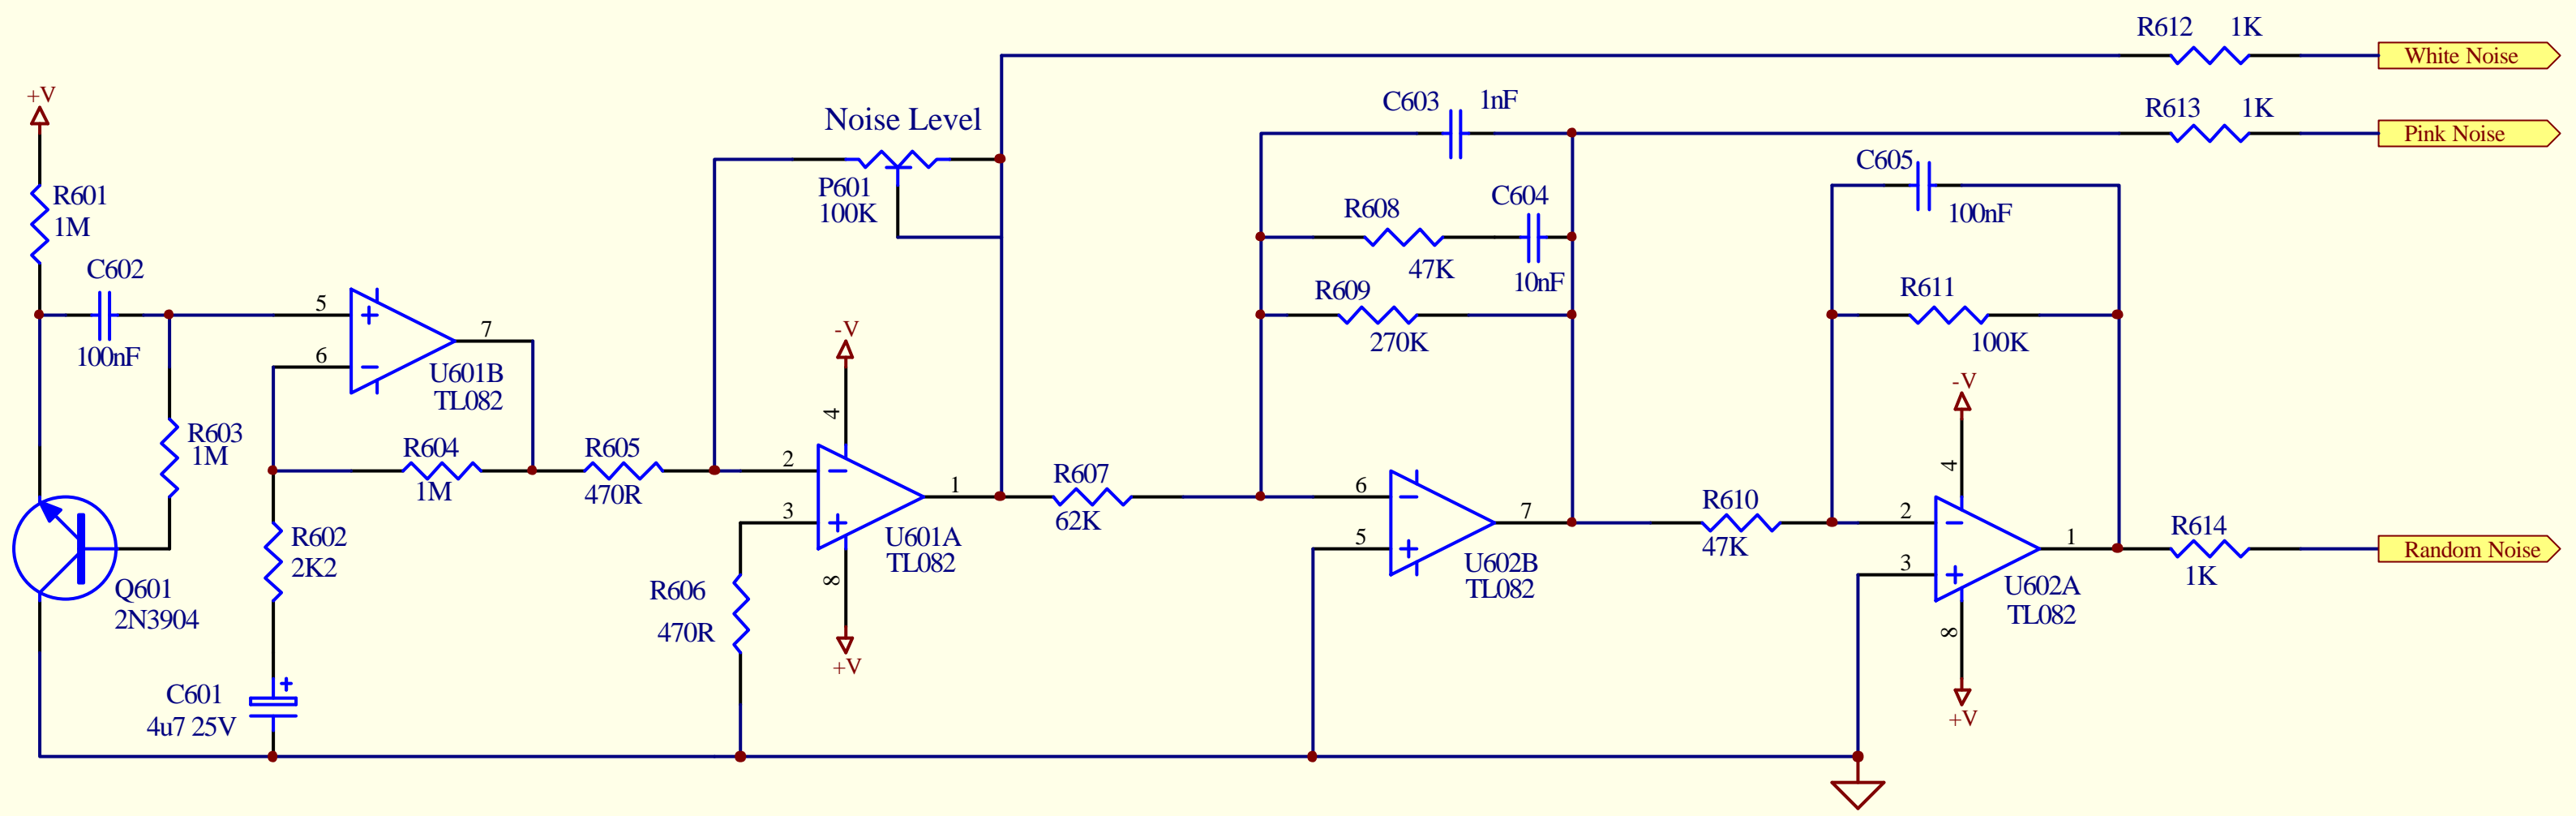 R612 1K
White Noise
+V
C603 1nF
R613 1K
Pink Noise
Noise Level
P601
100K
C605
100nF
R601
1M
R608
47K
C604
10nF
C602
100nF
5
6
7
U601B
TL082
R609
270K
R611
100K
-V
4
-V
4
R603
1M
R604
1M
R605
470R
2
3
1
U601A
TL082
8
+V
R607
62K
6
5
7
U602B
TL082
R610
47K
2
3
1
U602A
TL082
8
+V
R614
1K
Random Noise
Q601
2N3904
R602
2K2
R606
470R
C601
4u7 25V
+